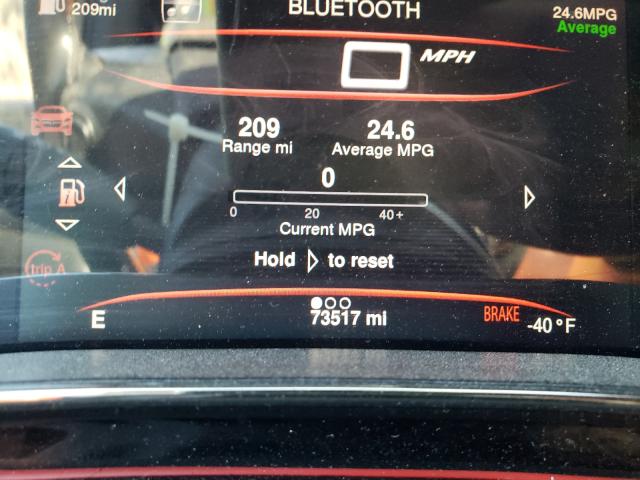 BLUETOOTH
209mi
24.6MPG
Average
MPH
209
Range mi
24.6
Average MPG
0
0 20 40+
Current MPG
Hold to reset
trip A
73517 mi
E
BRAKE
-40°F